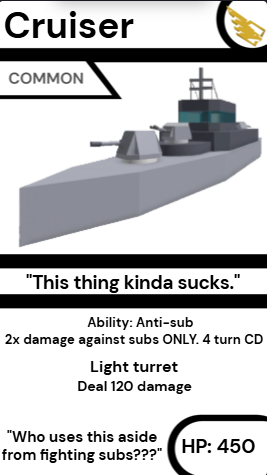 Cruiser
COMMON
"This thing kinda sucks."
Ability: Anti-sub
2x damage against subs ONLY. 4 turn CD
Light turret
Deal 120 damage
"Who uses this aside
from fighting subs???"
HP: 450